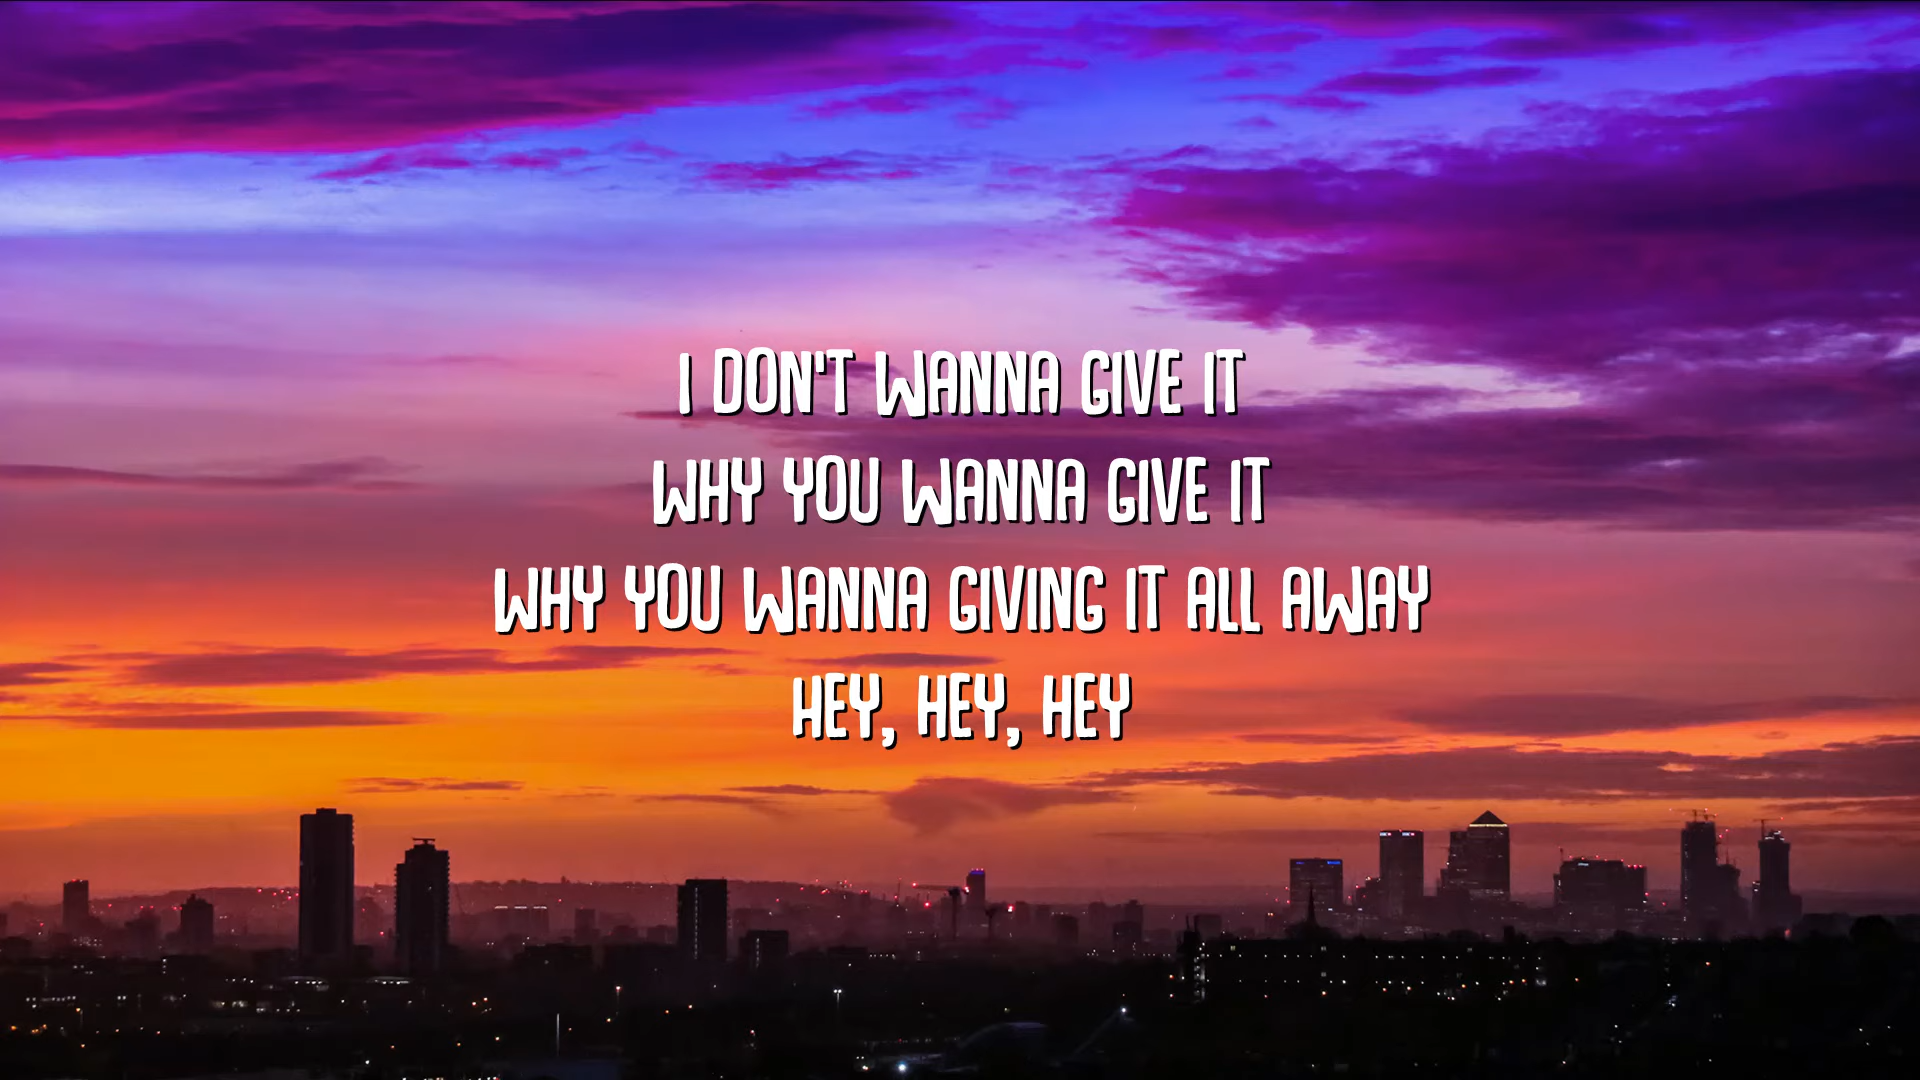 I DON'T WANNA GIVE IT
WHY YOU WANNA GIVE IT
WHY YOU WANNA GIVING IT ALL AWAY
HEY, HEY, HEY